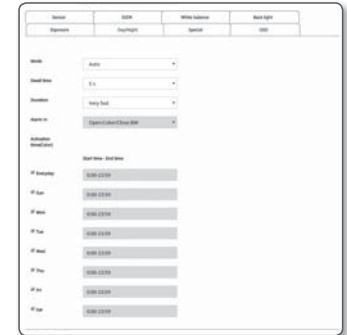 Sensor SSDR White balance Back light
Exposure Day/Night Special OSD
Mode Auto
Dwell time 5 s
Duration Very fast
Alarm in Open:Color/Close:BW
Activation
time(Color)
Start time - End time
Everyday 0:00-23:59
Sun 0:00-23:59
Mon 0:00-23:59
Tue 0:00-23:59
Wed 0:00-23:59
Thu 0:00-23:59
Fri 0:00-23:59
Sat 0:00-23:59